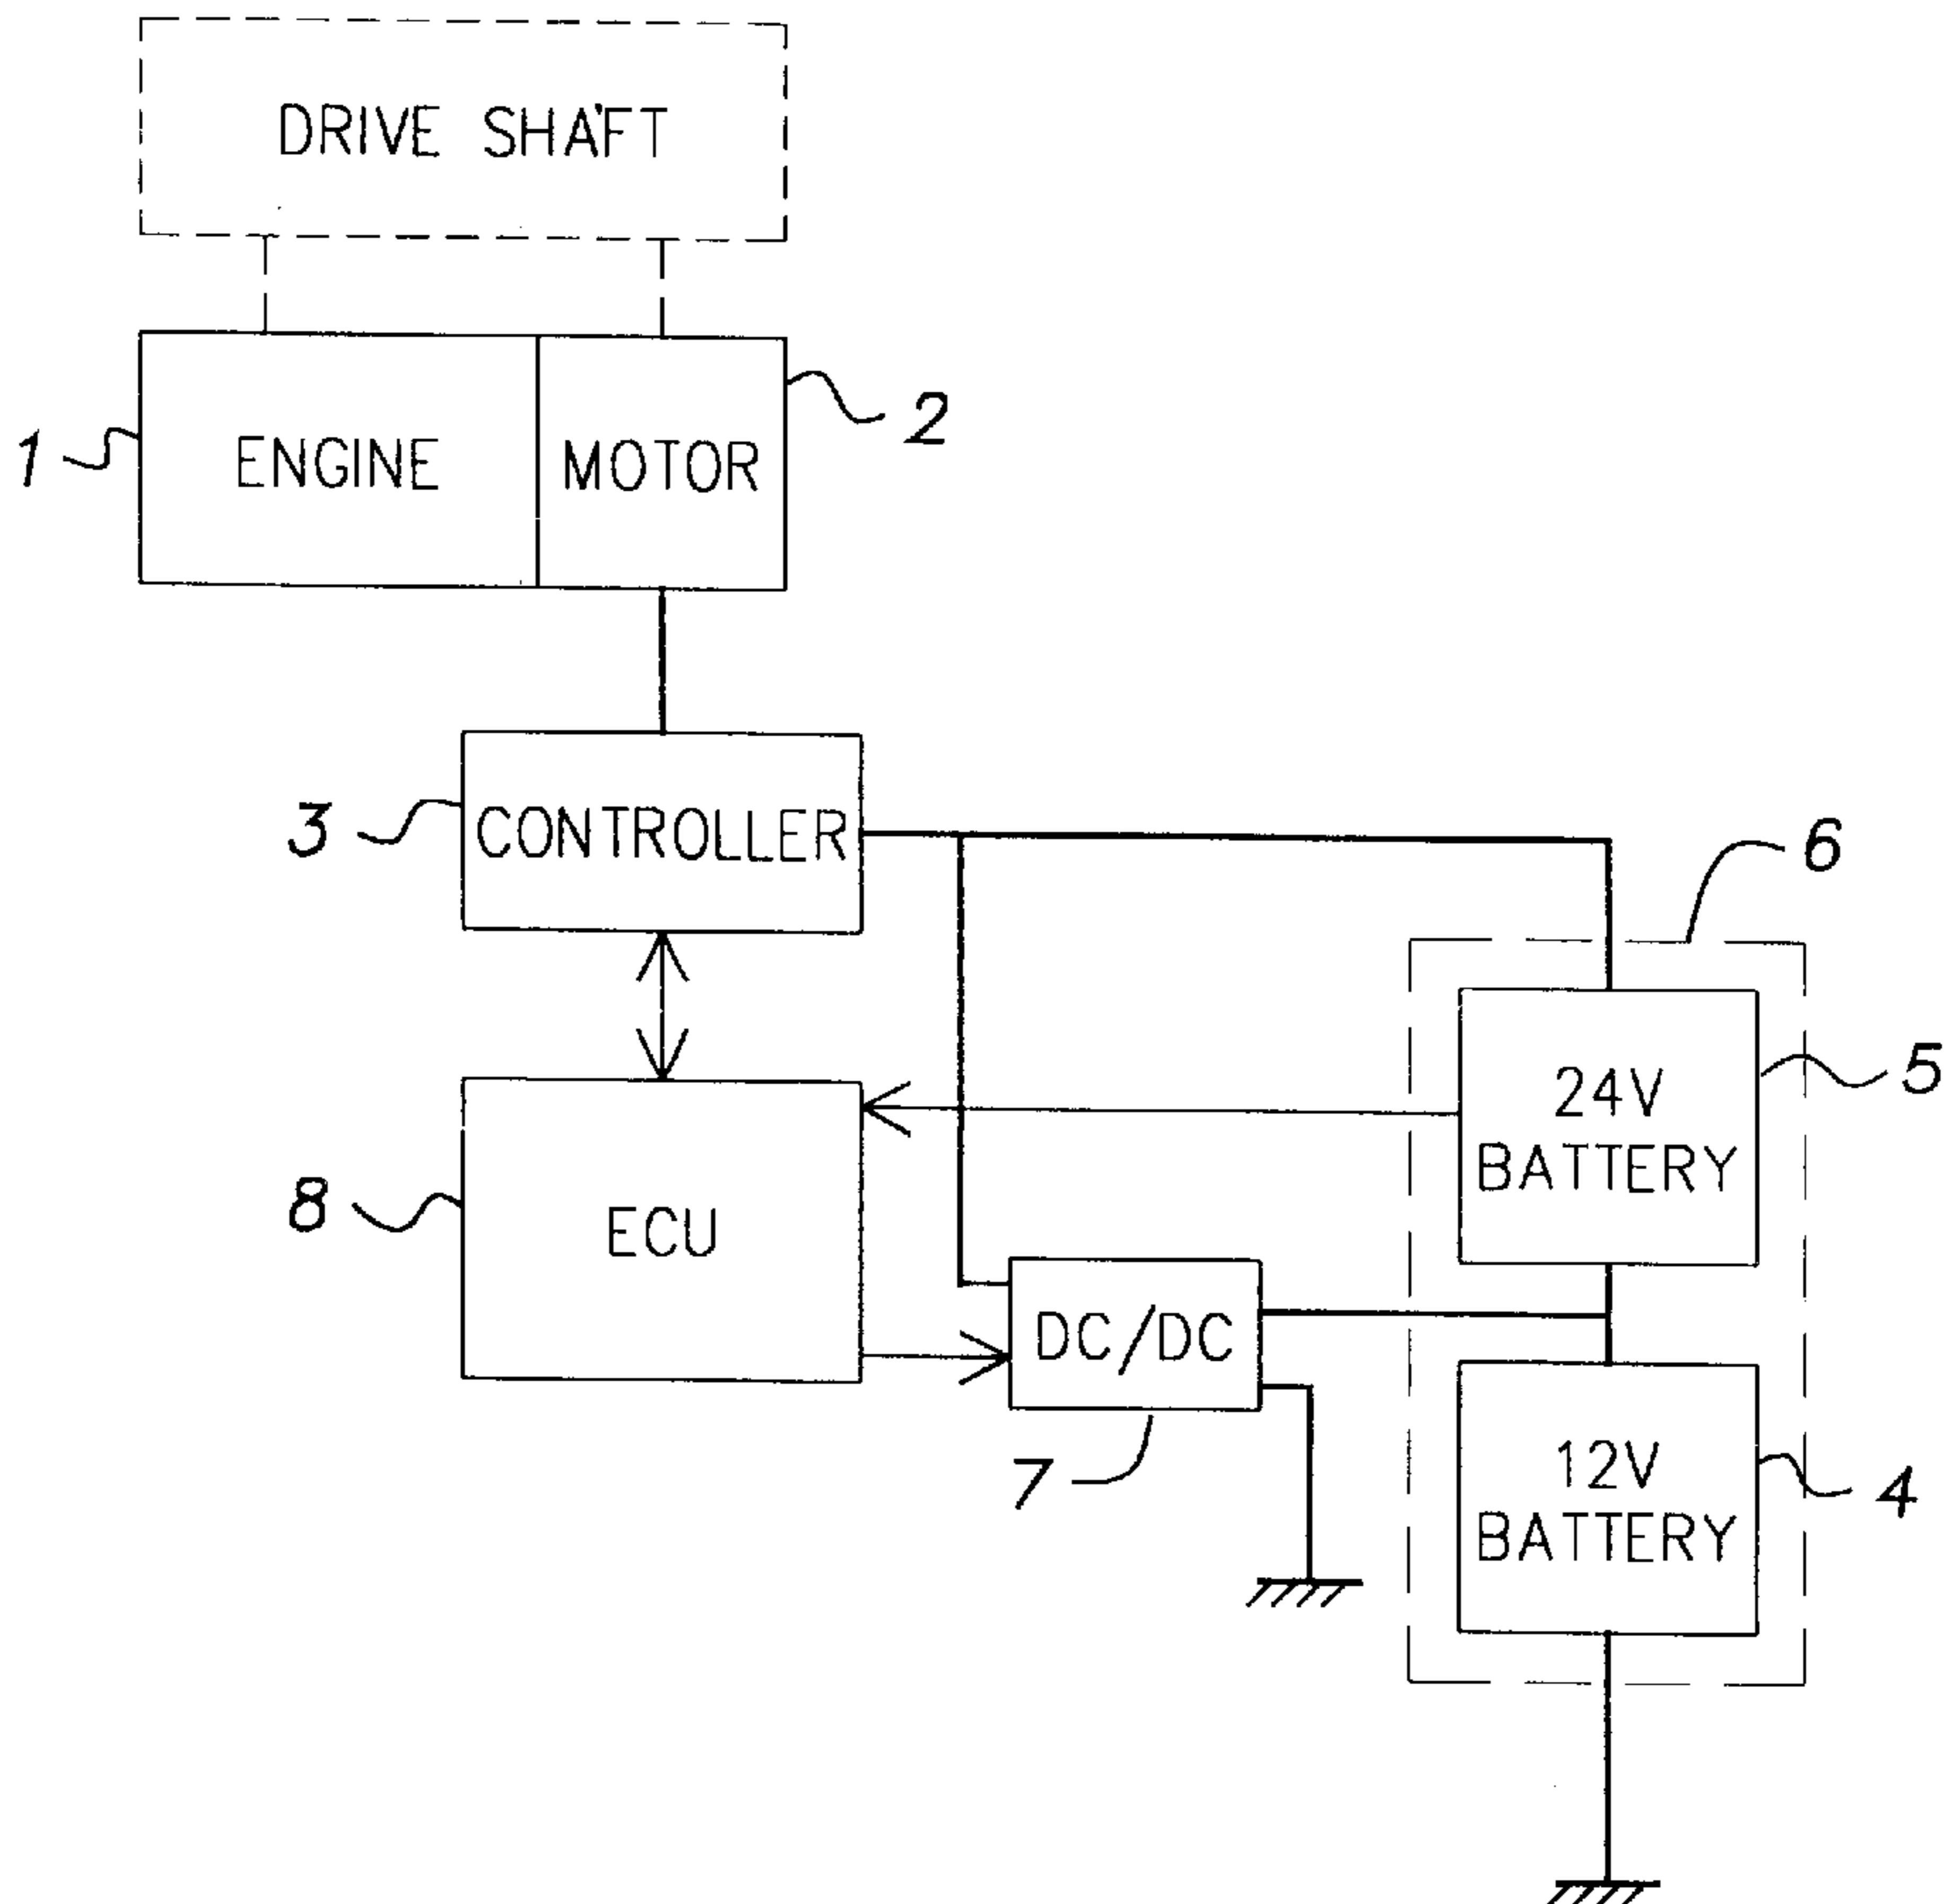 DRIVE SHAFT
1
ENGINE
MOTOR
2
3
CONTROLLER
6
24V
BATTERY
5
8
ECU
DC/DC
7
12V
BATTERY
4